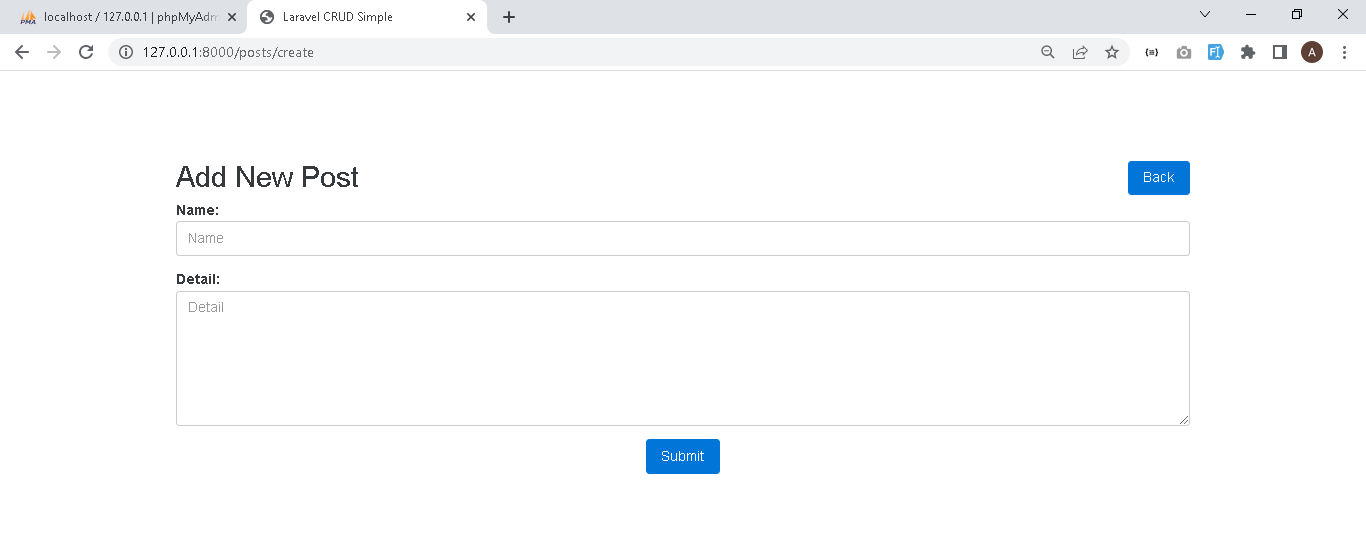 localhost / 127.0.0.1 | phpMyAdm
Laravel CRUD Simple
127.0.0.1:8000/posts/create
A
Add New Post
Back
Name:
Name
Detail:
Detail
Submit